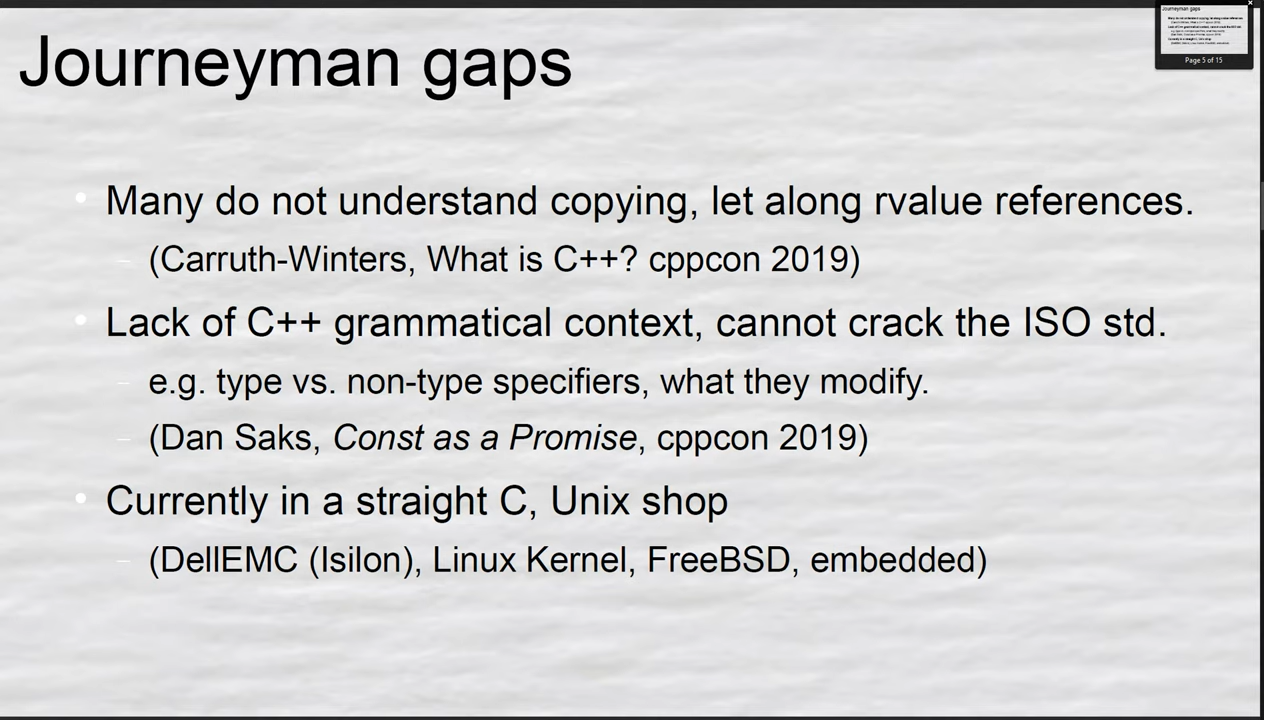 Journeyman gaps
Page 5 of 15
Many do not understand copying, let along rvalue references.
(Carruth-Winters, What is C++? cppcon 2019)
Lack of C++ grammatical context, cannot crack the ISO std.
e.g. type vs. non-type specifiers, what they modify.
(Dan Saks, Const as a Promise, cppcon 2019)
Currently in a straight C, Unix shop
(DellEMC (Isilon), Linux Kernel, FreeBSD, embedded)